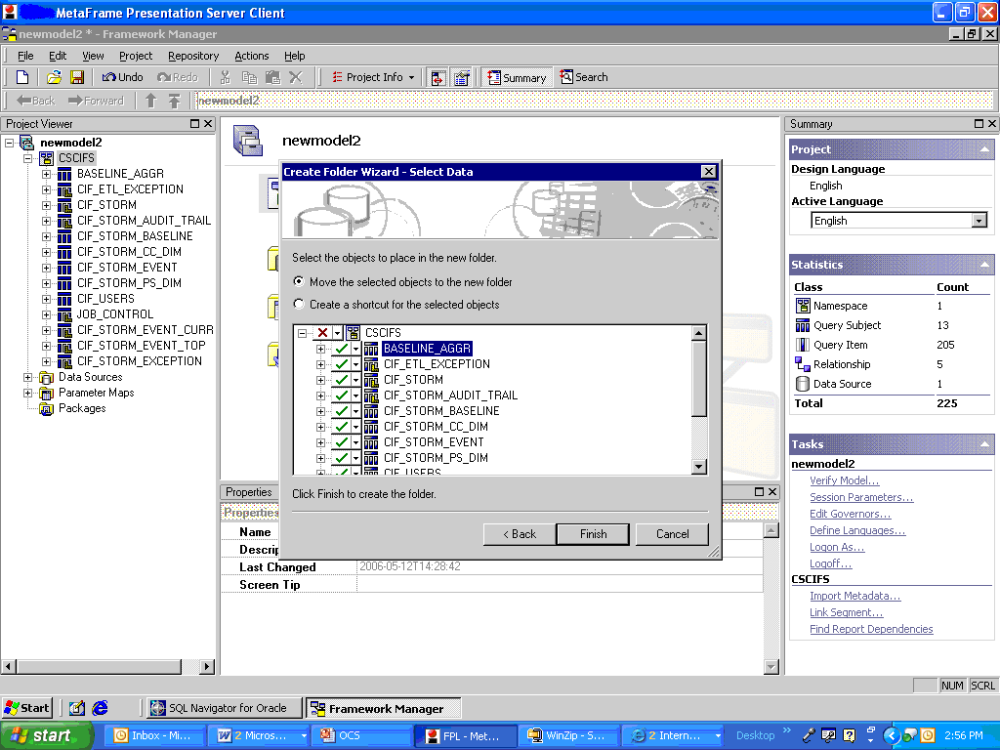 MetaFrame Presentation Server Client
newmodel2 * - Framework Manager
File Edit View Project Repository Actions Help
Undo Redo Project Info Summary Search
Back Forward newmodel2
Project Viewer
newmodel2
CSCIFS
BASELINE_AGGR
CIF_ETL_EXCEPTION
CIF_STORM
CIF_STORM_AUDIT_TRAIL
CIF_STORM_BASELINE
CIF_STORM_CC_DIM
CIF_STORM_EVENT
CIF_STORM_PS_DIM
CIF_USERS
JOB_CONTROL
CIF_STORM_EVENT_CURR
CIF_STORM_EVENT_TOP
CIF_STORM_EXCEPTION
Data Sources
Parameter Maps
Packages
newmodel2
Create Folder Wizard - Select Data
Select the objects to place in the new folder.
Move the selected objects to the new folder
Create a shortcut for the selected objects
CSCIFS
BASELINE_AGGR
CIF_ETL_EXCEPTION
CIF_STORM
CIF_STORM_AUDIT_TRAIL
CIF_STORM_BASELINE
CIF_STORM_CC_DIM
CIF_STORM_EVENT
CIF_STORM_PS_DIM
CIF_USERS
Click Finish to create the folder.
< Back Finish Cancel
Properties
Properties
Name
Descrip
Last Changed 2006-05-12T14:28:42
Screen Tip
Summary
Project
Design Language
English
Active Language
English
Statistics
Class Count
Namespace 1
Query Subject 13
Query Item 205
Relationship 5
Data Source 1
Total 225
Tasks
newmodel2
Verify Model...
Session Parameters...
Edit Governors...
Define Languages...
Logon As...
Logoff...
CSCIFS
Import Metadata...
Link Segment...
Find Report Dependencies
NUM SCRL
Start SQL Navigator for Oracle Framework Manager
start Inbox - Mi... 2 Micros... OCS FPL - Met... WinZip - S... 2 Intern... Desktop » 2:56 PM